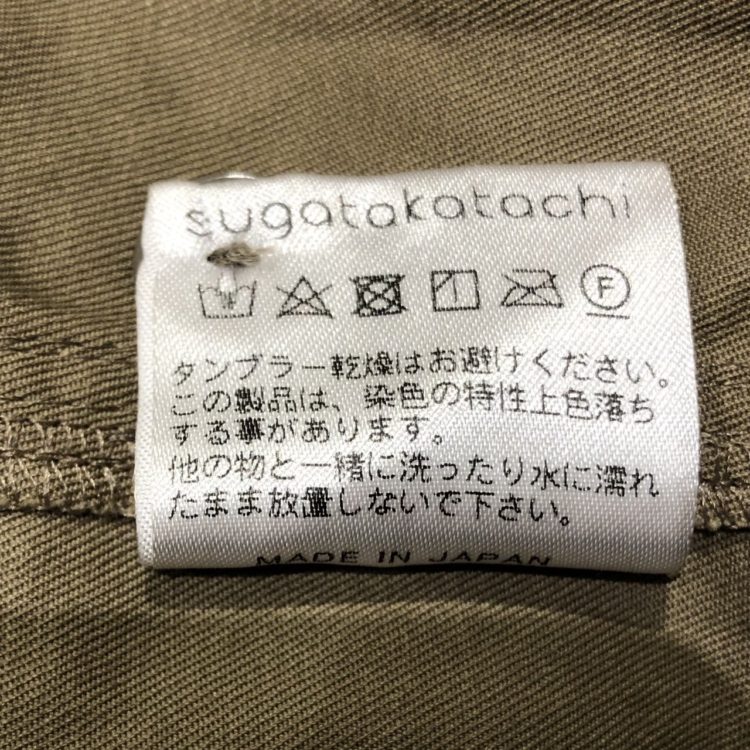 sugatakatachi
F
タンブラー乾燥はお避けください。
この製品は、染色の特性上色落ち
する事があります。
他の物と一緒に洗ったり水に濡れ
たまま放置しないで下さい。
MADE IN JAPAN